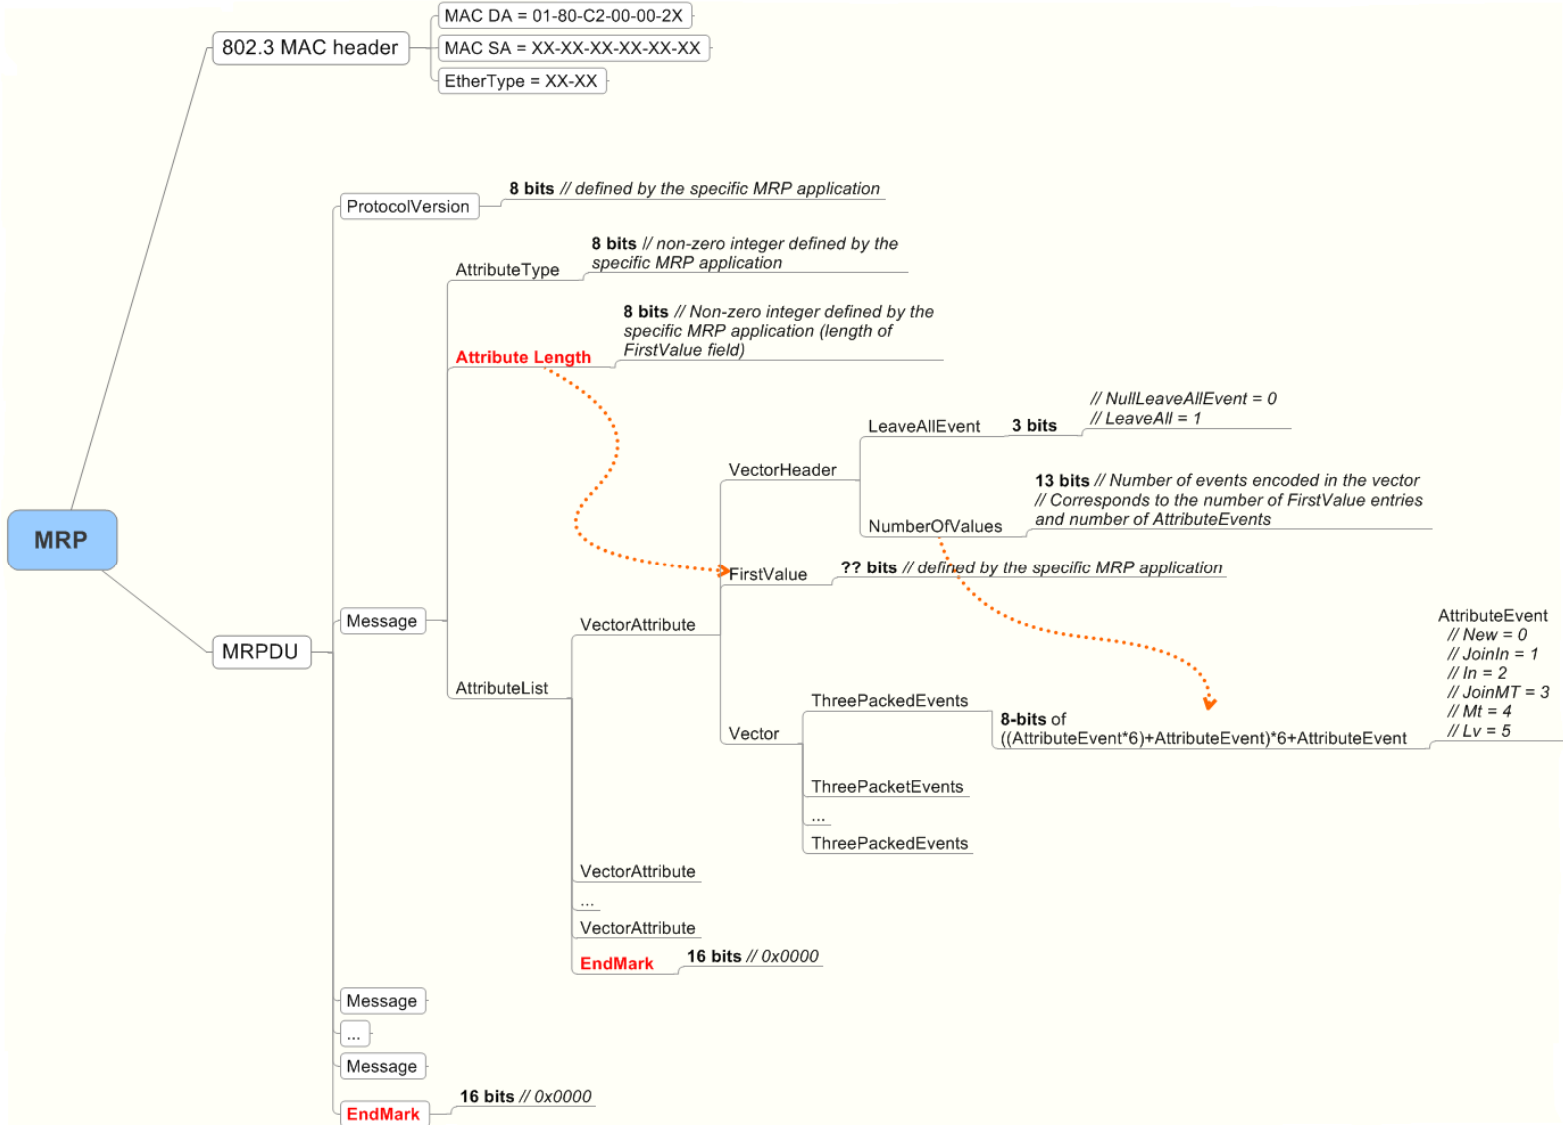 MAC DA = 01-80-C2-00-00-2X
802.3 MAC header
MAC SA = XX-XX-XX-XX-XX-XX
EtherType = XX-XX
8 bits // defined by the specific MRP application
ProtocolVersion
8 bits // non-zero integer defined by the
specific MRP application
AttributeType
8 bits // Non-zero integer defined by the
specific MRP application (length of
FirstValue field)
Attribute Length
// NullLeaveAllEvent = 0
// LeaveAll = 1
LeaveAllEvent
3 bits
VectorHeader
13 bits // Number of events encoded in the vector
// Corresponds to the number of FirstValue entries
and number of AttributeEvents
NumberOfValues
MRP
FirstValue
?? bits // defined by the specific MRP application
Message
VectorAttribute
AttributeEvent
// New = 0
// JoinIn = 1
// In = 2
// JoinMT = 3
// Mt = 4
// Lv = 5
MRPDU
AttributeList
ThreePackedEvents
8-bits of
((AttributeEvent*6)+AttributeEvent)*6+AttributeEvent
Vector
ThreePacketEvents
...
ThreePackedEvents
VectorAttribute
...
VectorAttribute
EndMark
16 bits // 0x0000
Message
...
Message
EndMark
16 bits // 0x0000